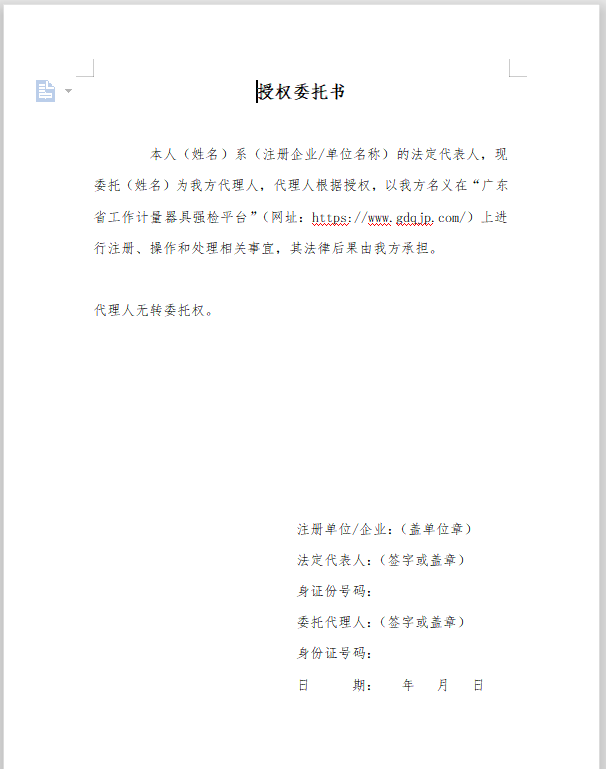 授权委托书
本人（姓名）系（注册企业/单位名称）的法定代表人，现
委托（姓名）为我方代理人，代理人根据授权，以我方名义在“广东
省工作计量器具强检平台”（网址：https://www.gdqjp.com/）上进
行注册、操作和处理相关事宜，其法律后果由我方承担。
代理人无转委托权。
注册单位/企业：（盖单位章）
法定代表人：（签字或盖章）
身证份号码：
委托代理人：（签字或盖章）
身份证号码：
日 期： 年 月 日